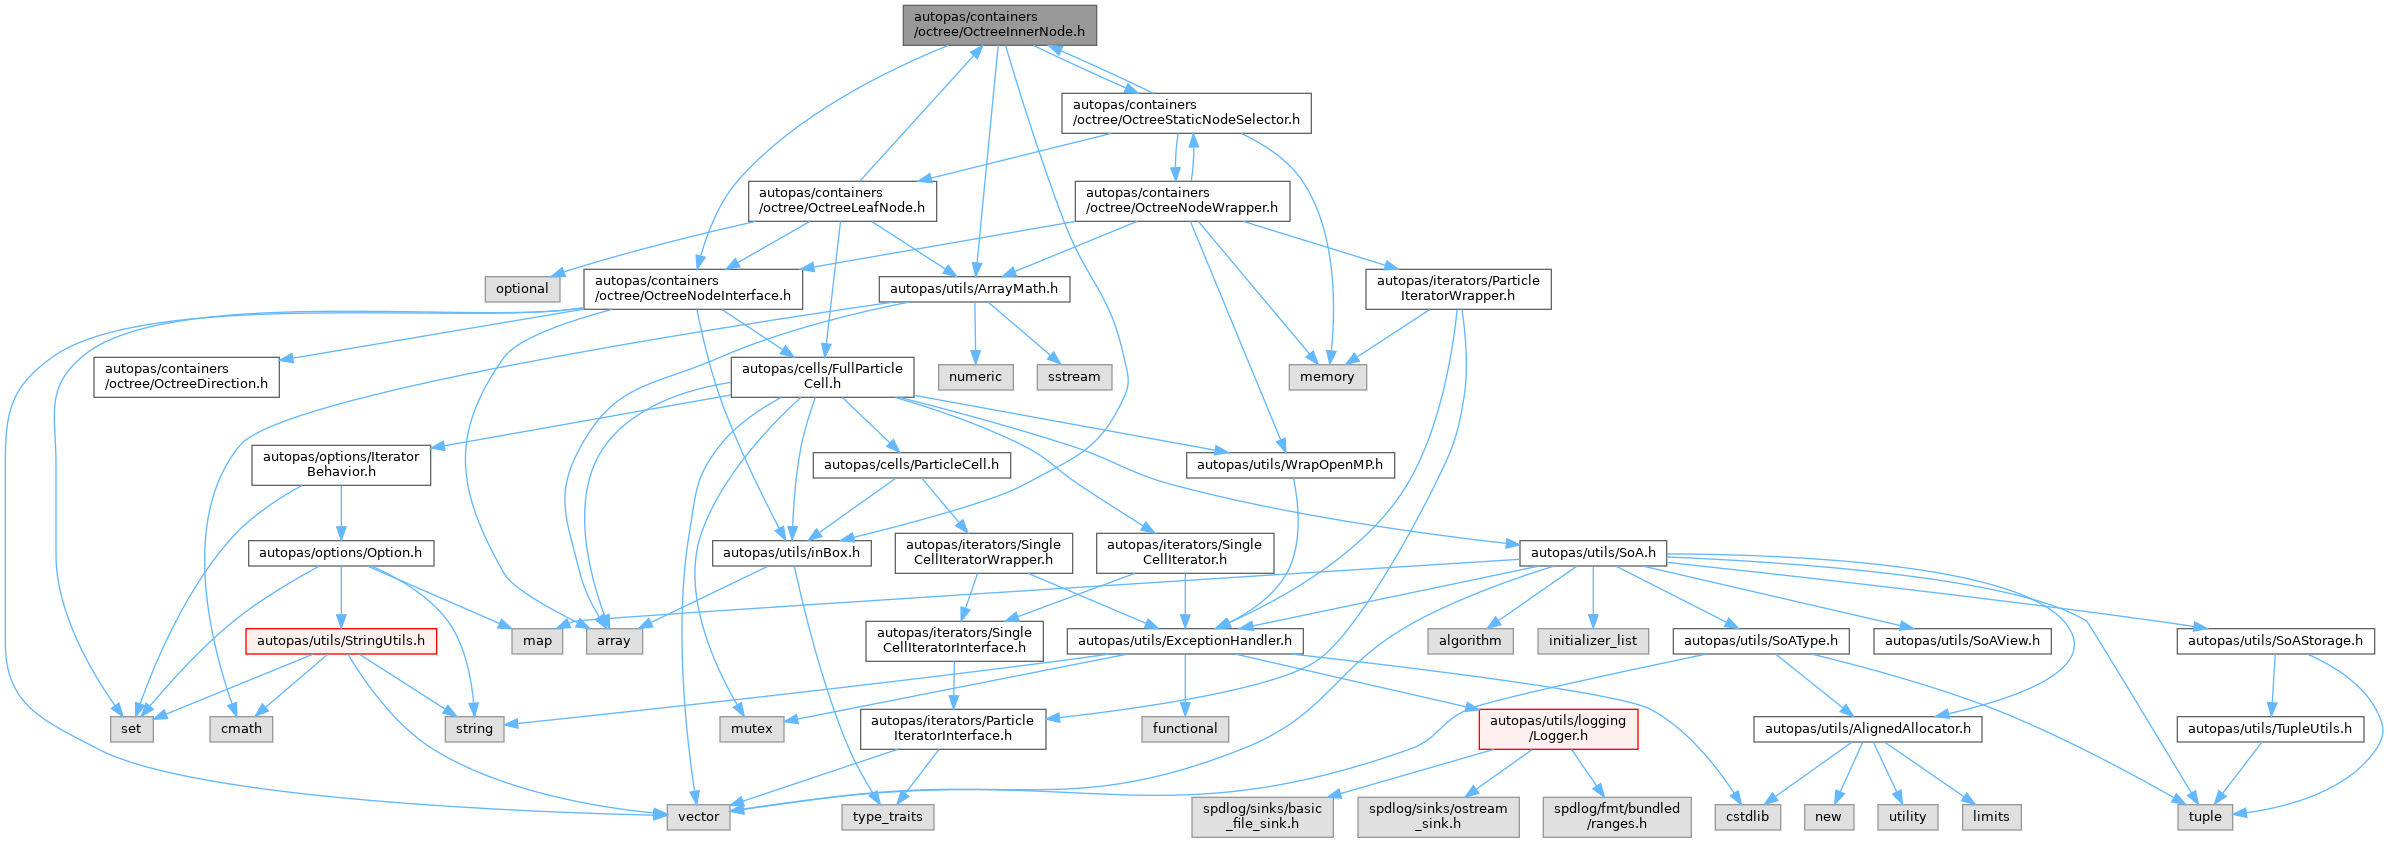 autopas/containers
/octree/OctreeInnerNode.h
autopas/containers
/octree/OctreeStaticNodeSelector.h
autopas/containers
/octree/OctreeLeafNode.h
autopas/containers
/octree/OctreeNodeWrapper.h
optional
autopas/containers
/octree/OctreeNodeInterface.h
autopas/utils/ArrayMath.h
autopas/iterators/Particle
IteratorWrapper.h
autopas/containers
/octree/OctreeDirection.h
autopas/cells/FullParticle
Cell.h
numeric
sstream
memory
autopas/options/Iterator
Behavior.h
autopas/cells/ParticleCell.h
autopas/utils/WrapOpenMP.h
autopas/options/Option.h
autopas/utils/inBox.h
autopas/iterators/Single
CellIteratorWrapper.h
autopas/iterators/Single
CellIterator.h
autopas/utils/SoA.h
autopas/utils/StringUtils.h
map
array
autopas/iterators/Single
CellIteratorInterface.h
autopas/utils/ExceptionHandler.h
algorithm
initializer_list
autopas/utils/SoAType.h
autopas/utils/SoAView.h
autopas/utils/SoAStorage.h
set
cmath
string
mutex
autopas/iterators/Particle
IteratorInterface.h
functional
autopas/utils/logging
/Logger.h
autopas/utils/AlignedAllocator.h
autopas/utils/TupleUtils.h
vector
type_traits
spdlog/sinks/basic
_file_sink.h
spdlog/sinks/ostream
_sink.h
spdlog/fmt/bundled
/ranges.h
cstdlib
new
utility
limits
tuple